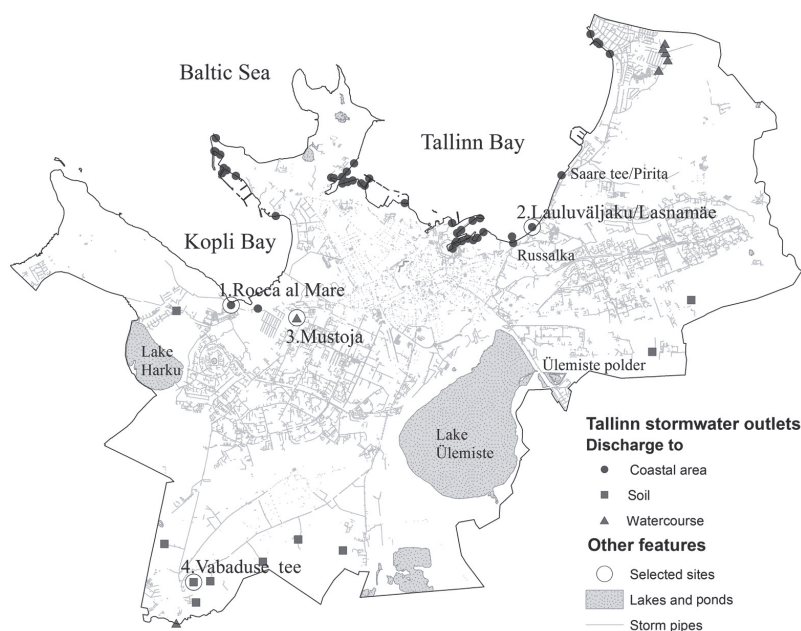 Baltic Sea
Tallinn Bay
Saare tee/Pirita
2.Lauluväljaku/Lasnamäe
Kopli Bay
Russalka
1.Rocca al Mare
3.Mustoja
Lake
Harku
Ülemiste polder
Lake
Ülemiste
4.Vabaduse tee
Tallinn stormwater outlets
Discharge to
Coastal area
Soil
Watercourse
Other features
Selected sites
Lakes and ponds
Storm pipes